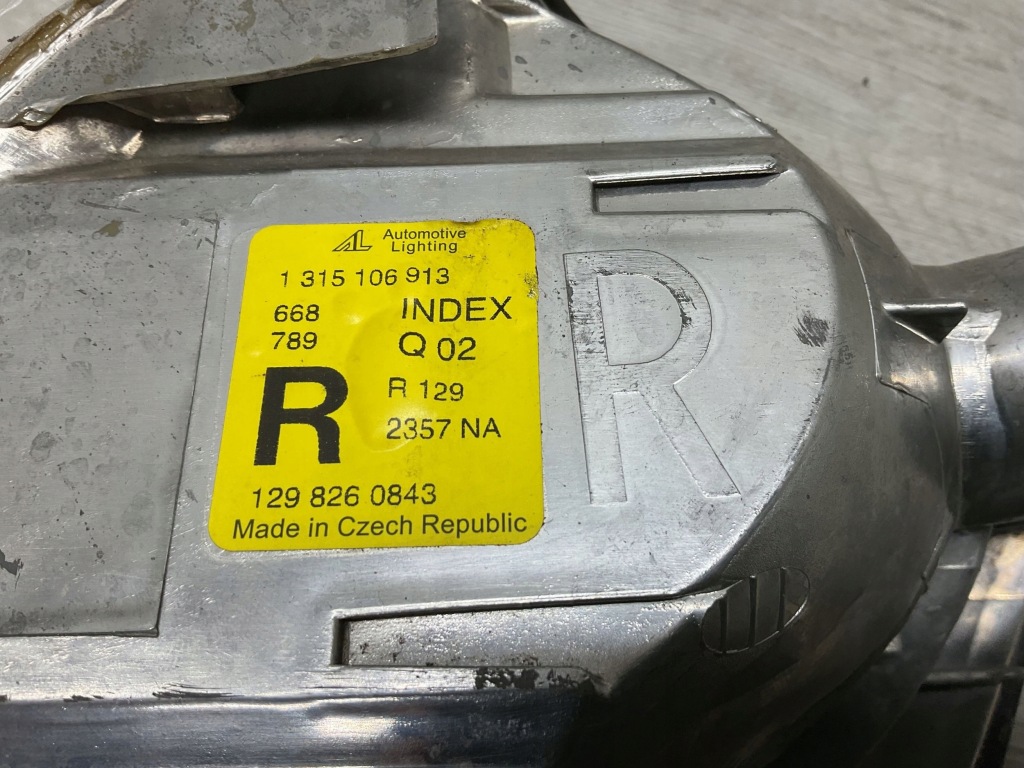 AL Automotive
Lighting
1 315 106 913
668 INDEX
789 Q 02
R R 129
2357 NA
129 826 0843
Made in Czech Republic
R